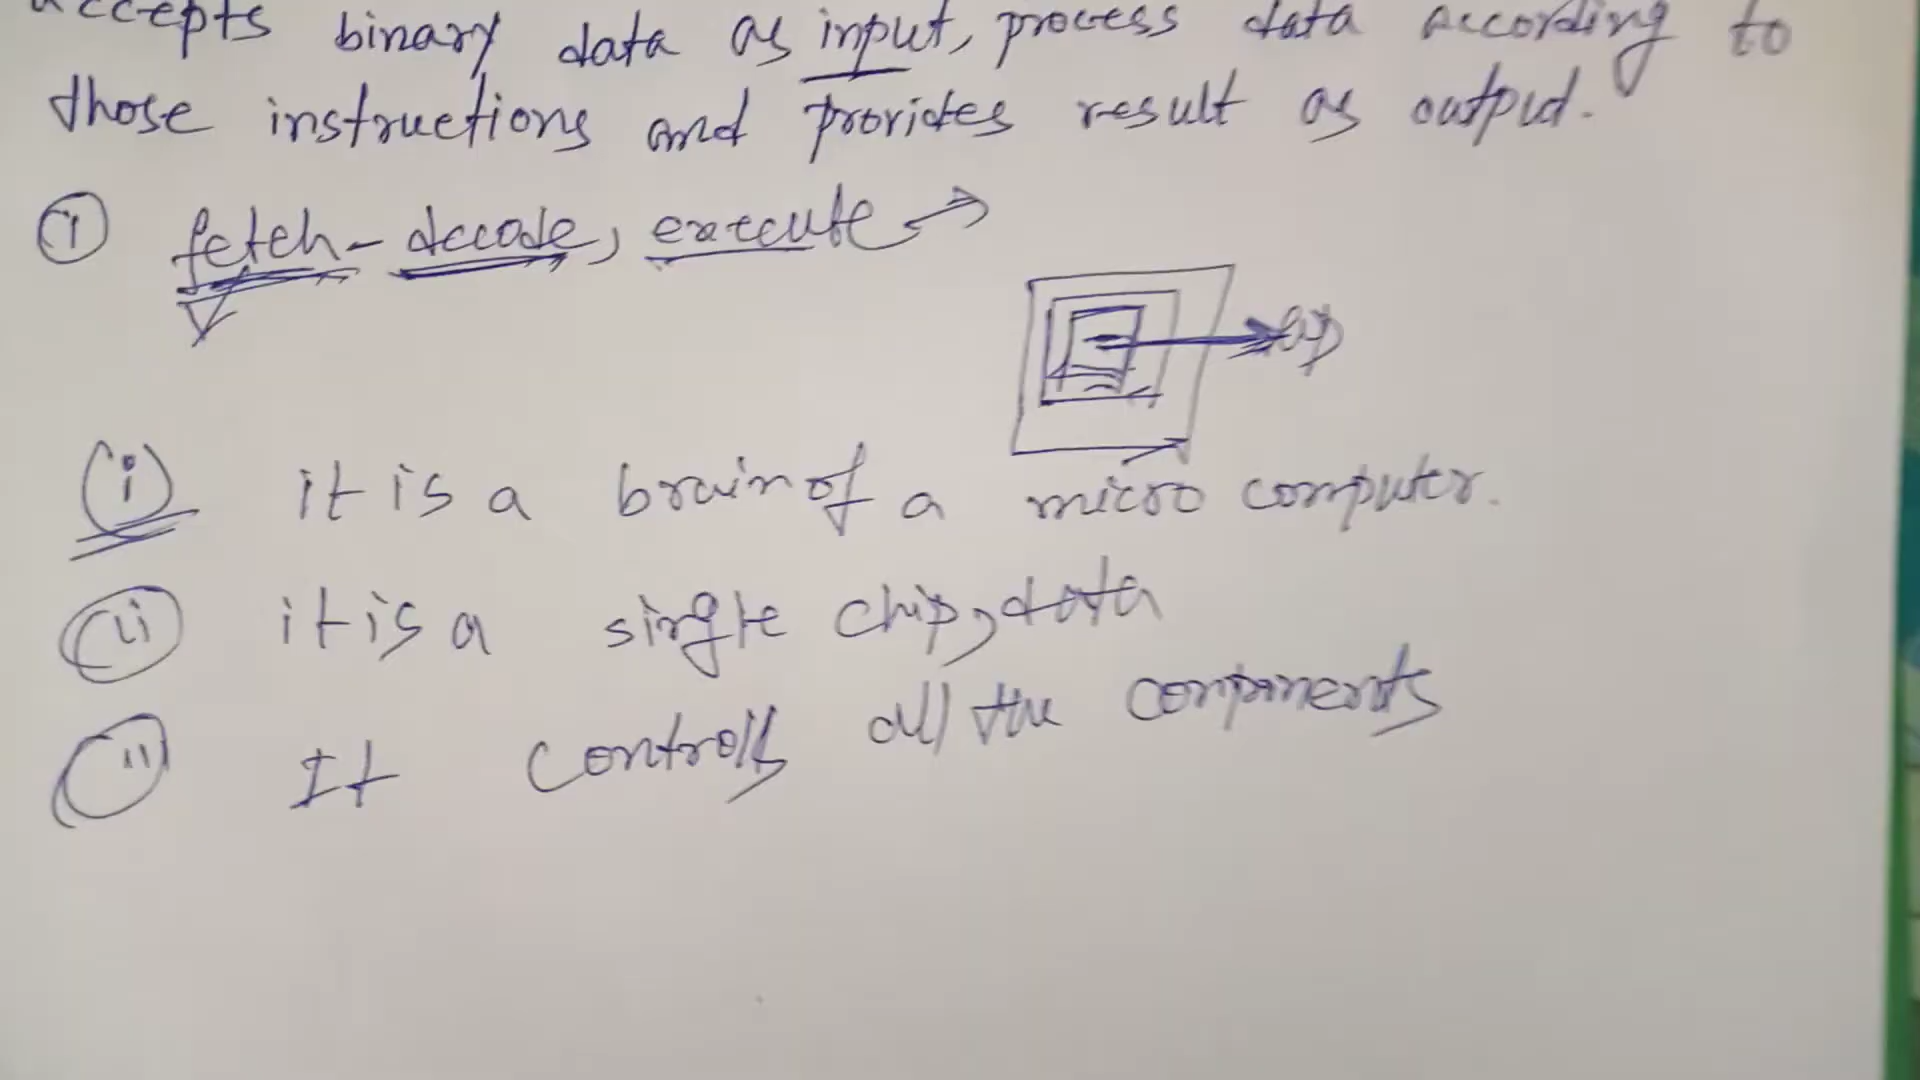 accepts binary data as input, process data according to
those instructions and provides result as output.
(1) fetch - decode, execute →
(i) it is a brain of a micro computer.
(ii) it is a single chip, data
(iii) It controlls all the components